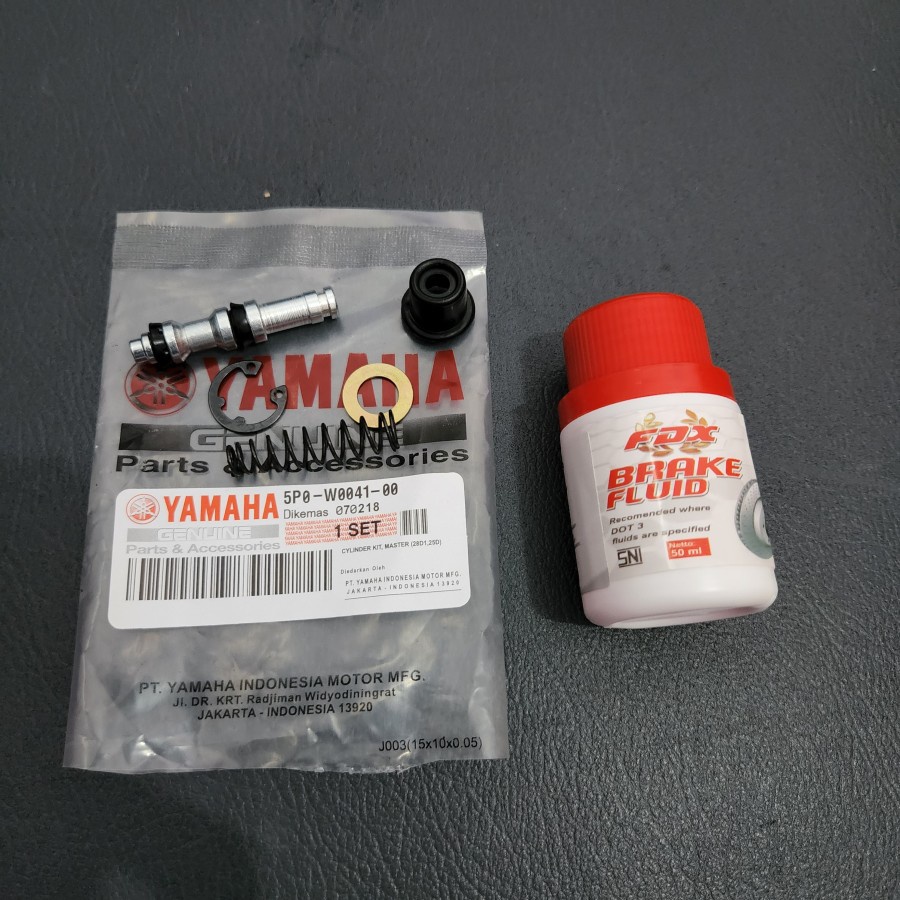 YAMAHA
GENUINE
Parts & Accessories
YAMAHA
GENUINE
Parts & Accessories
5P0-W0041-00
Dikemas 070218
1 SET
CYLINDER KIT, MASTER (28D1,2SD)
Diedarkan Oleh
PT. YAMAHA INDONESIA MOTOR MFG.
JAKARTA - INDONESIA 13920
PT. YAMAHA INDONESIA MOTOR MFG.
Jl. DR. KRT. Radjiman Widyodiningrat
JAKARTA - INDONESIA 13920
J003(15x10x0.05)
FDX
BRAKE
FLUID
Recomended where
DOT 3
fluids are specified
SNI
Netto:
50 ml